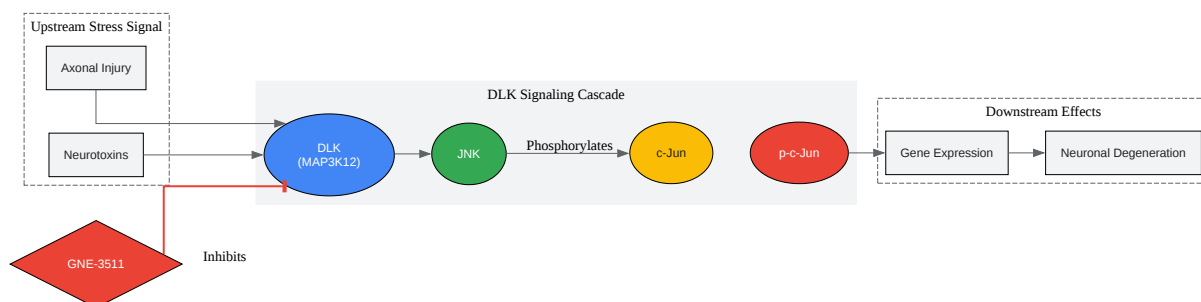 Upstream Stress Signal
Axonal Injury
Neurotoxins
DLK Signaling Cascade
DLK
(MAP3K12)
JNK
Phosphorylates
c-Jun
p-c-Jun
Downstream Effects
Gene Expression
Neuronal Degeneration
GNE-3511
Inhibits